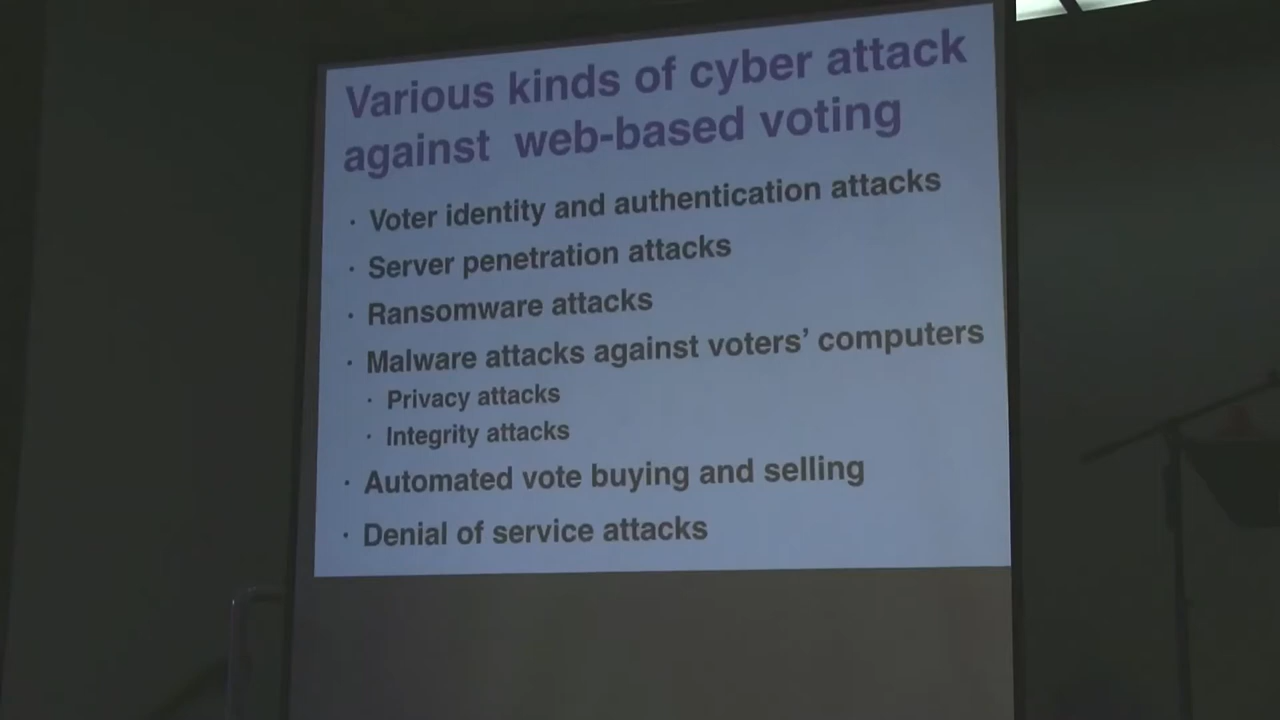 Various kinds of cyber attack
against web-based voting
· Voter identity and authentication attacks
· Server penetration attacks
· Ransomware attacks
· Malware attacks against voters’ computers
· Privacy attacks
· Integrity attacks
· Automated vote buying and selling
· Denial of service attacks